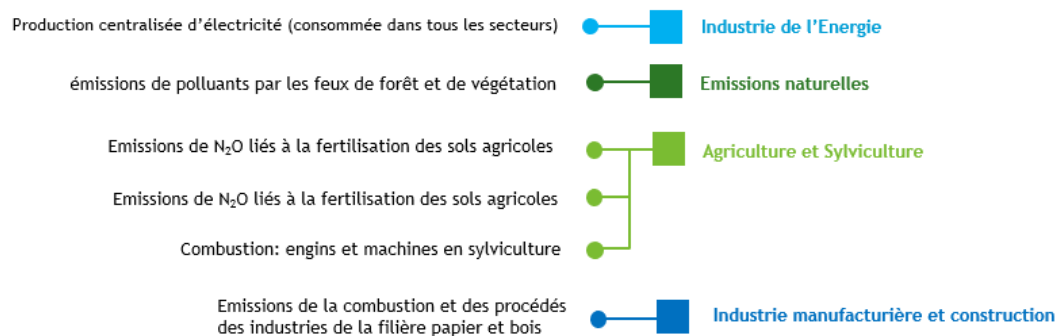 Production centralisée d’électricité (consommée dans tous les secteurs)
Industrie de l’Energie
émissions de polluants par les feux de forêt et de végétation
Emissions naturelles
Emissions de N₂O liés à la fertilisation des sols agricoles
Agriculture et Sylviculture
Emissions de N₂O liés à la fertilisation des sols agricoles
Combustion: engins et machines en sylviculture
Emissions de la combustion et des procédés
des industries de la filière papier et bois
Industrie manufacturière et construction